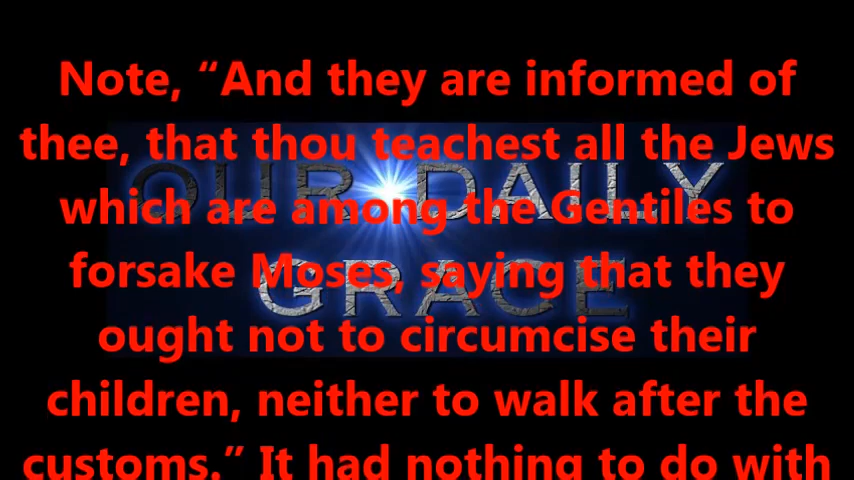 Note, “And they are informed of
thee, that thou teachest all the Jews
which are among the Gentiles to
forsake Moses, saying that they
ought not to circumcise their
children, neither to walk after the
customs.” It had nothing to do with
OUR DAILY
GRACE